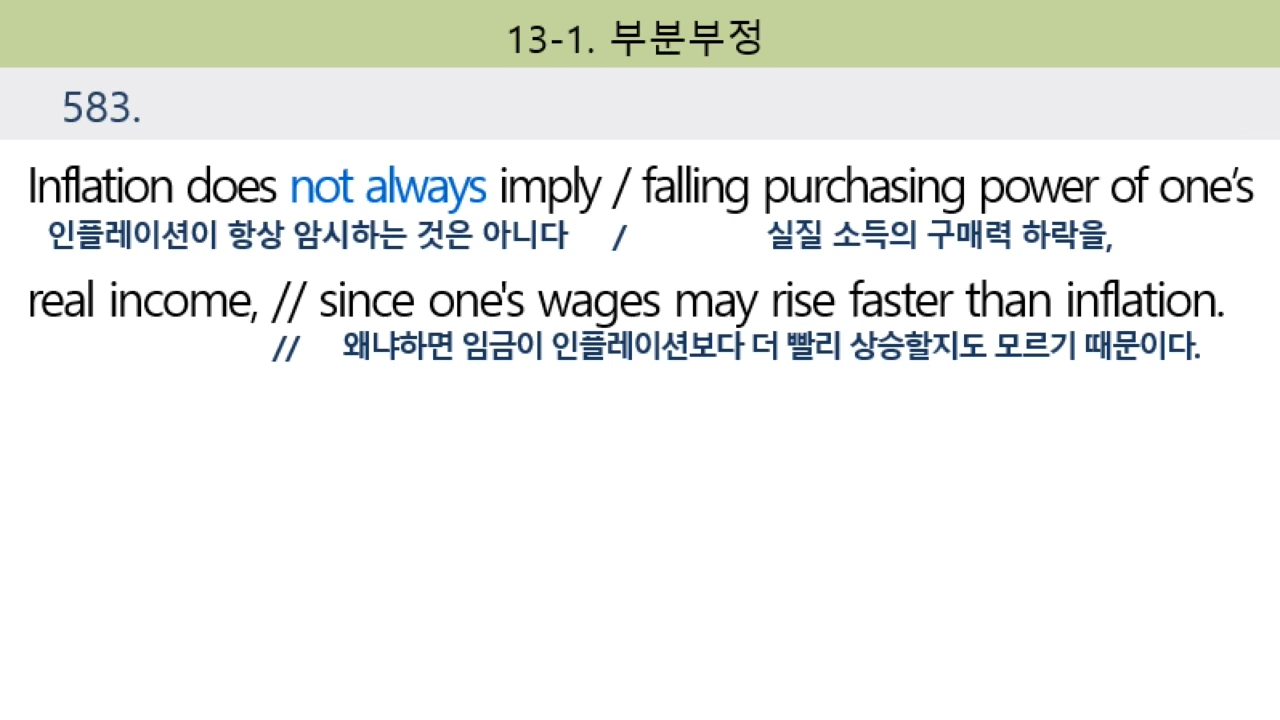 13-1. 부분부정
583.
Inflation does not always imply / falling purchasing power of one’s
인플레이션이 항상 암시하는 것은 아니다 / 실질 소득의 구매력 하락을,
real income, // since one's wages may rise faster than inflation.
// 왜냐하면 임금이 인플레이션보다 더 빨리 상승할지도 모르기 때문이다.